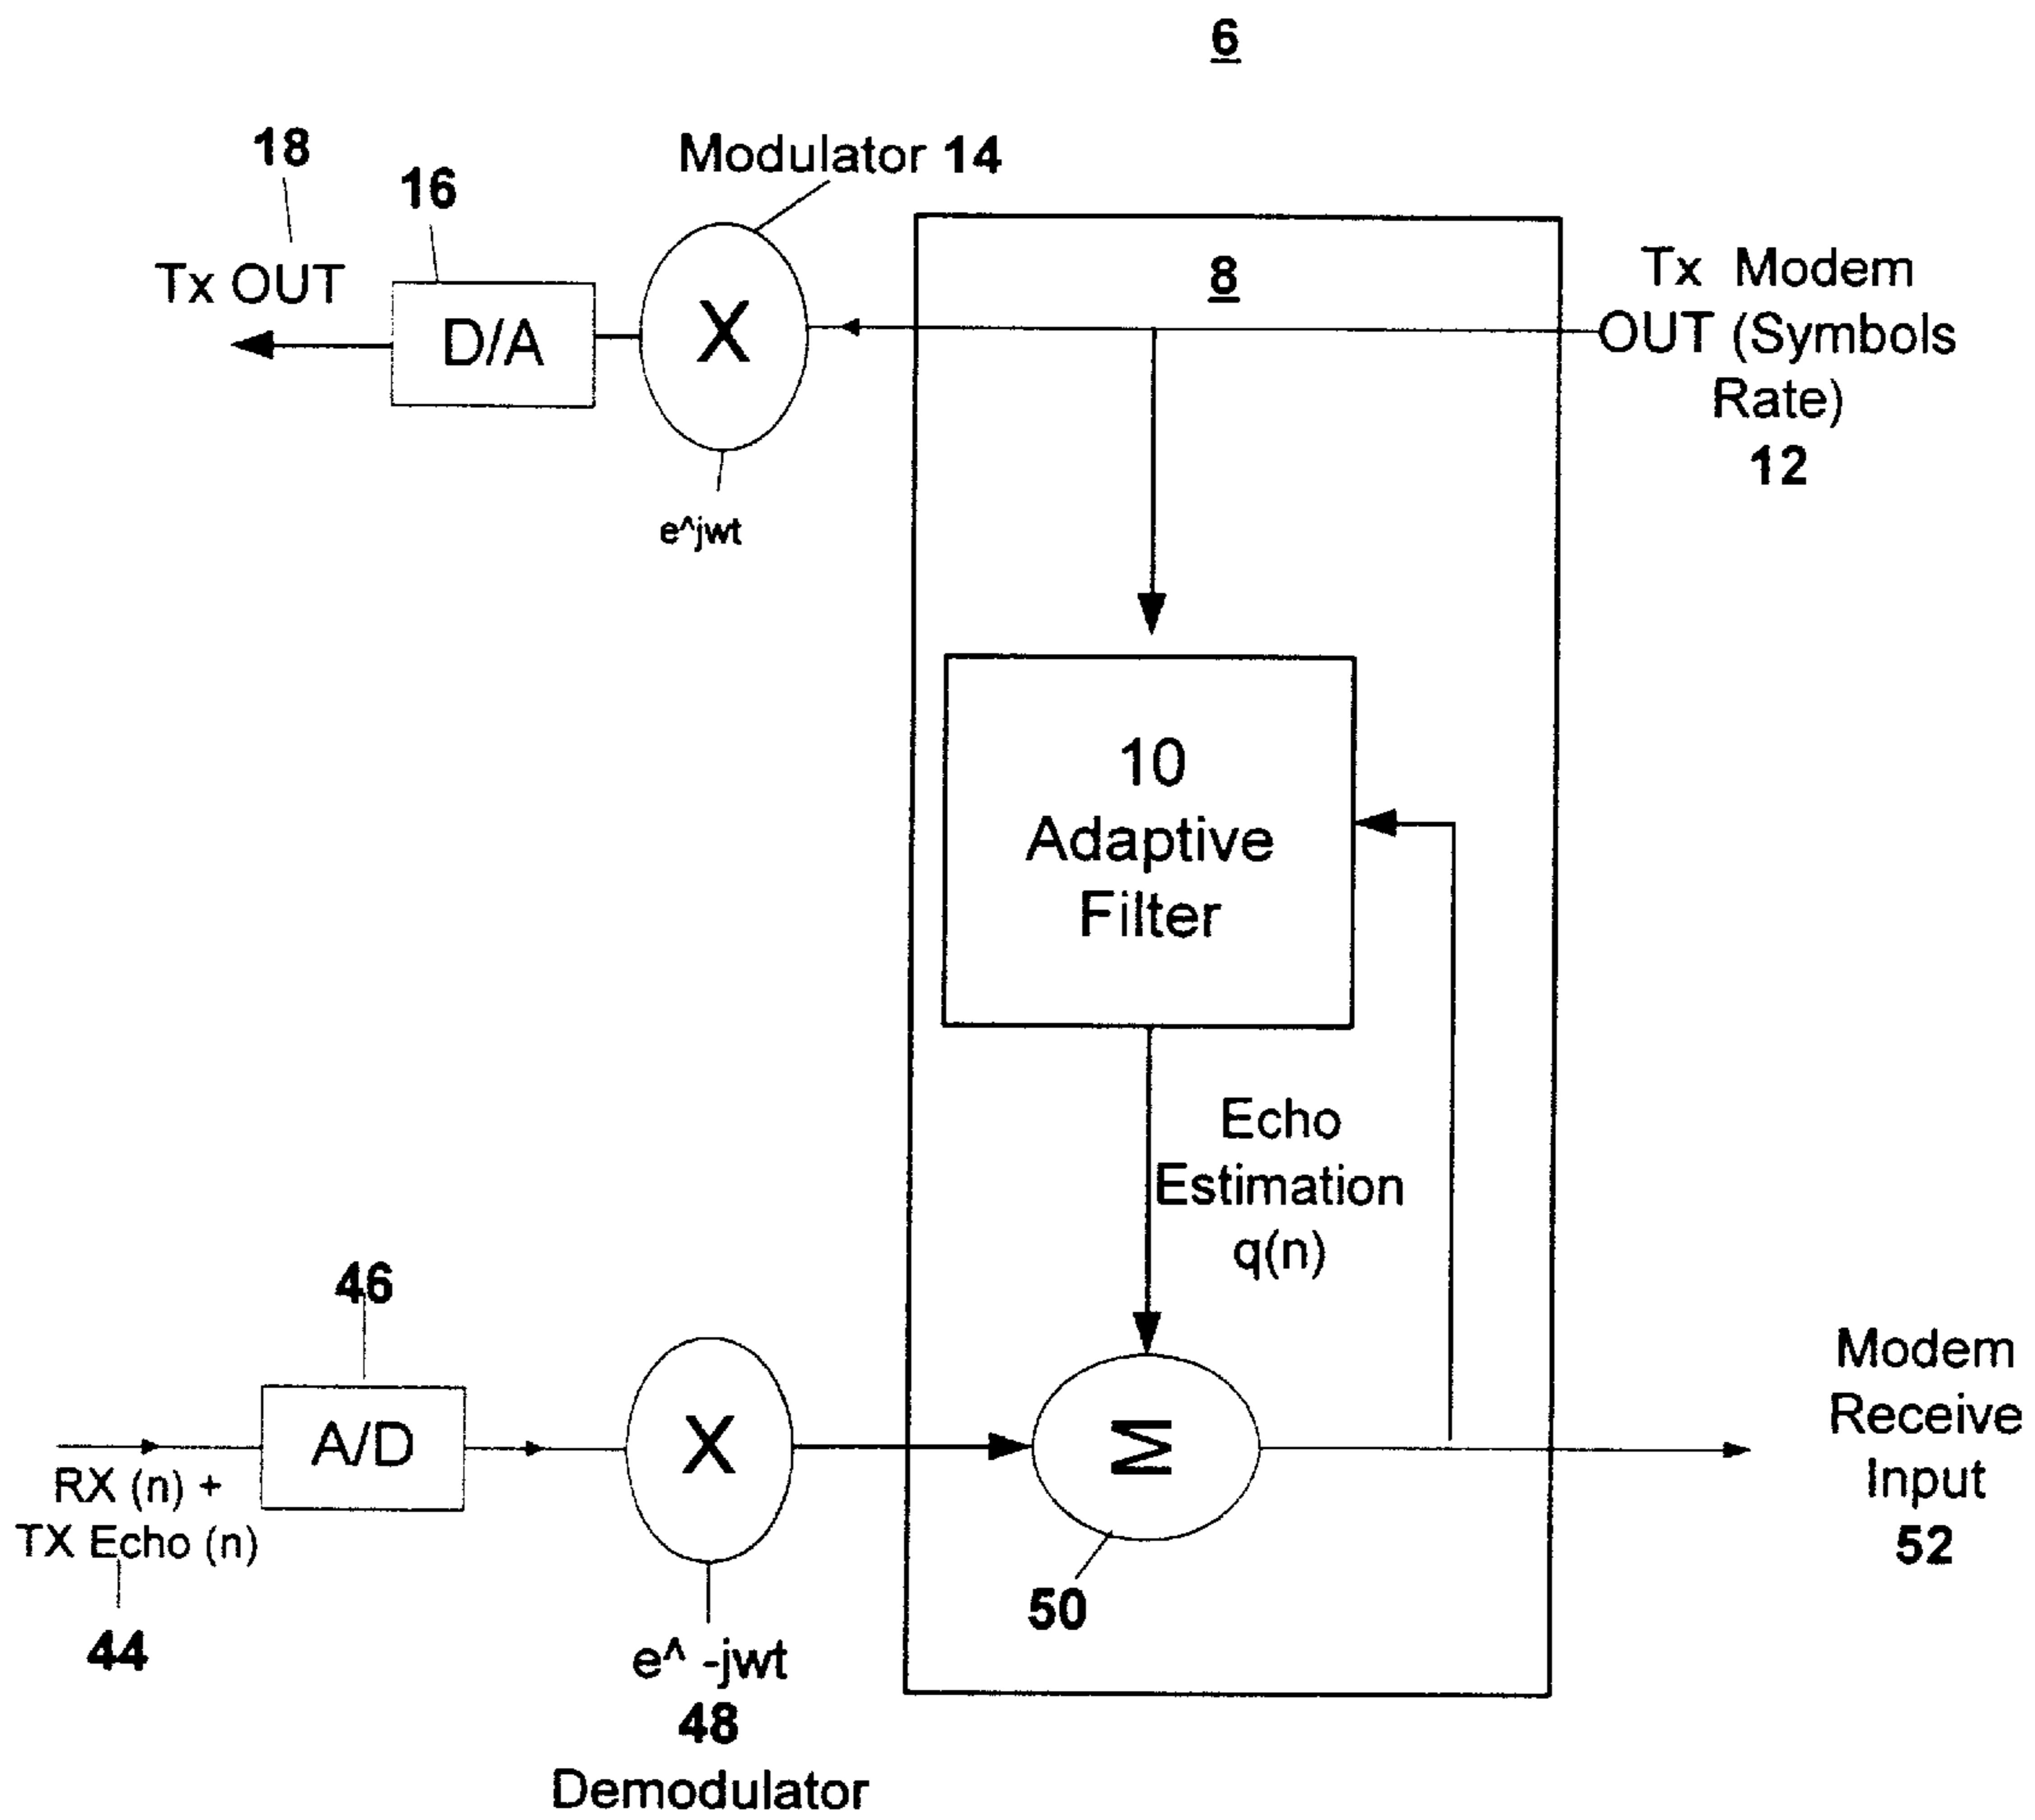 6
18
16
Modulator 14
Tx OUT
D/A
X
e^jwt
8
Tx Modem
OUT (Symbols
Rate)
12
10
Adaptive
Filter
Echo
Estimation
q(n)
46
A/D
RX (n) +
TX Echo (n)
44
X
e^ -jwt
48
Demodulator
Σ
50
Modem
Receive
Input
52